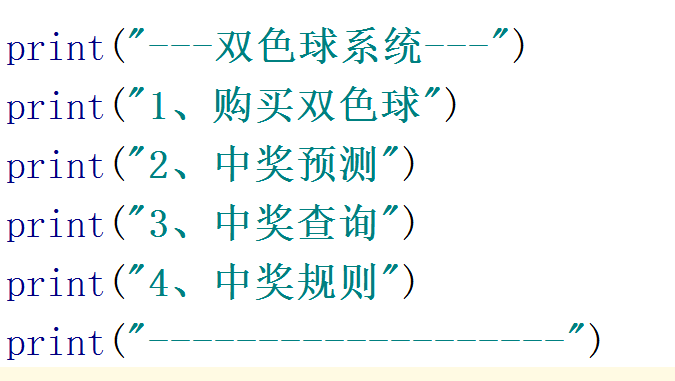 print("---双色球系统---")
print("1、购买双色球")
print("2、中奖预测")
print("3、中奖查询")
print("4、中奖规则")
print("-------------------")